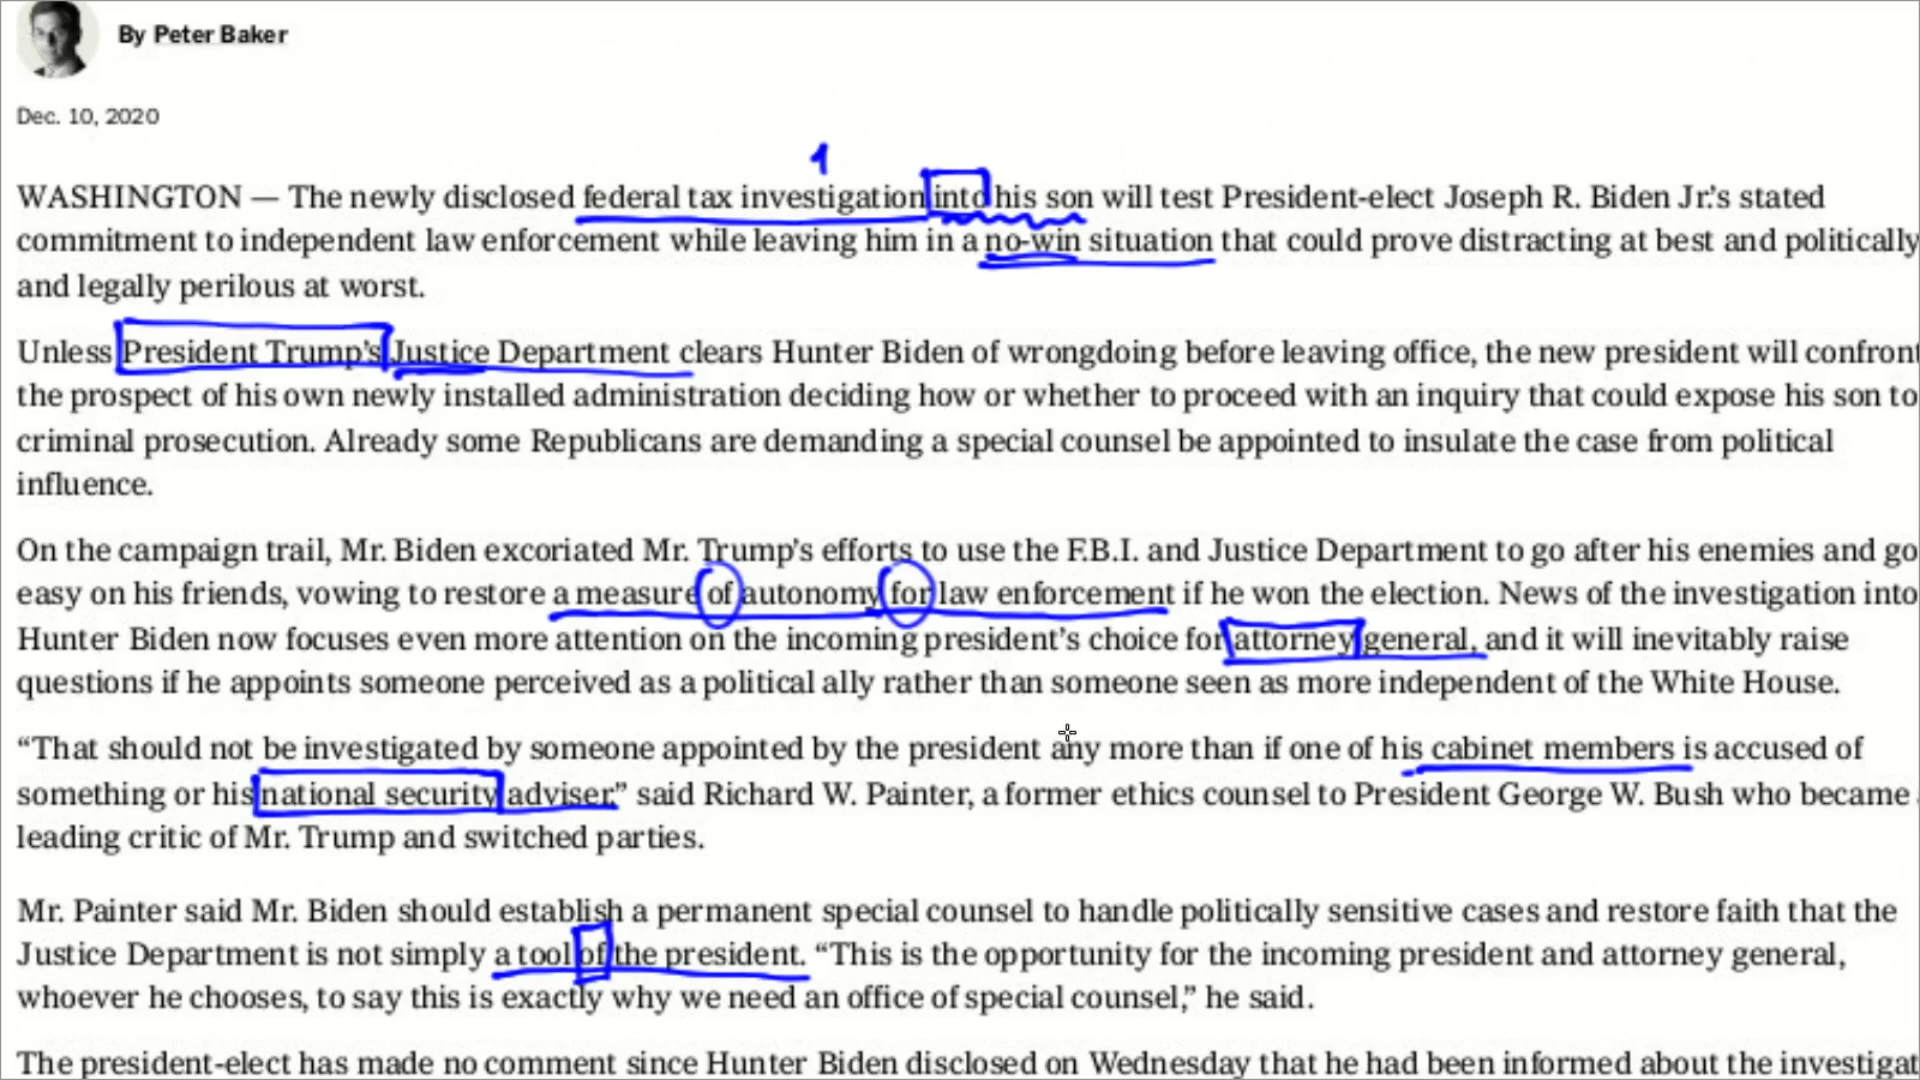 By Peter Baker
Dec. 10, 2020
1
WASHINGTON — The newly disclosed federal tax investigation into his son will test President-elect Joseph R. Biden Jr.'s stated
commitment to independent law enforcement while leaving him in a no-win situation that could prove distracting at best and politically
and legally perilous at worst.
Unless President Trump's Justice Department clears Hunter Biden of wrongdoing before leaving office, the new president will confront
the prospect of his own newly installed administration deciding how or whether to proceed with an inquiry that could expose his son to
criminal prosecution. Already some Republicans are demanding a special counsel be appointed to insulate the case from political
influence.
On the campaign trail, Mr. Biden excoriated Mr. Trump's efforts to use the F.B.I. and Justice Department to go after his enemies and go
easy on his friends, vowing to restore a measure of autonomy for law enforcement if he won the election. News of the investigation into
Hunter Biden now focuses even more attention on the incoming president's choice for attorney general, and it will inevitably raise
questions if he appoints someone perceived as a political ally rather than someone seen as more independent of the White House.
“That should not be investigated by someone appointed by the president any more than if one of his cabinet members is accused of
something or his national security adviser,” said Richard W. Painter, a former ethics counsel to President George W. Bush who became
leading critic of Mr. Trump and switched parties.
Mr. Painter said Mr. Biden should establish a permanent special counsel to handle politically sensitive cases and restore faith that the
Justice Department is not simply a tool of the president. “This is the opportunity for the incoming president and attorney general,
whoever he chooses, to say this is exactly why we need an office of special counsel,” he said.
The president-elect has made no comment since Hunter Biden disclosed on Wednesday that he had been informed about the investigat